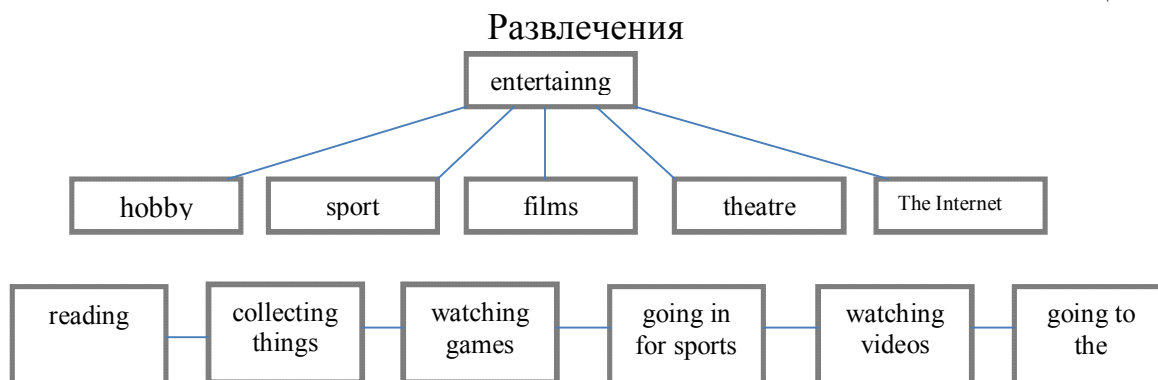 Развлечения
entertainng
hobby sport films theatre The Internet
reading collecting watching going in watching going to
things games for sports videos the